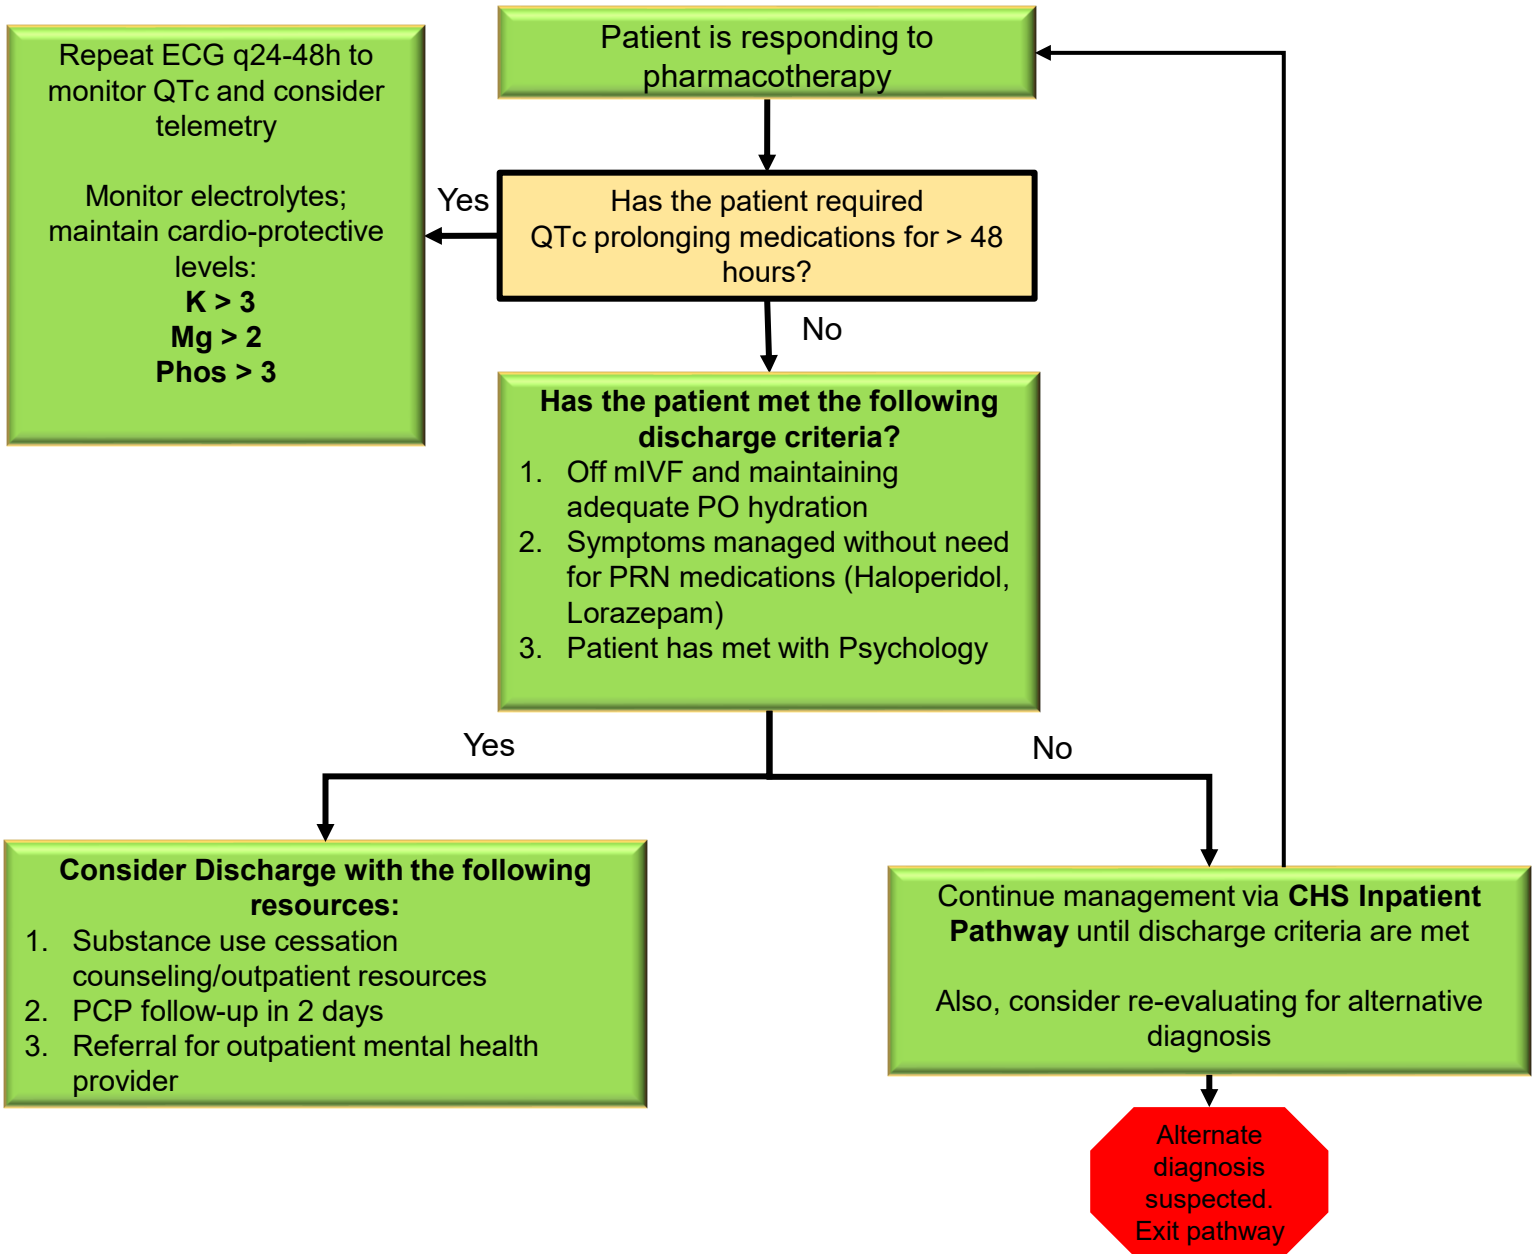 Patient is responding to
pharmacotherapy
Repeat ECG q24-48h to
monitor QTc and consider
telemetry
Monitor electrolytes;
maintain cardio-protective
levels:
K > 3
Mg > 2
Phos > 3
Yes
Has the patient required
QTc prolonging medications for > 48
hours?
No
Has the patient met the following
discharge criteria?
1. Off mIVF and maintaining
adequate PO hydration
2. Symptoms managed without need
for PRN medications (Haloperidol,
Lorazepam)
3. Patient has met with Psychology
Yes
No
Consider Discharge with the following
resources:
1. Substance use cessation
counseling/outpatient resources
2. PCP follow-up in 2 days
3. Referral for outpatient mental health
provider
Continue management via CHS Inpatient
Pathway until discharge criteria are met
Also, consider re-evaluating for alternative
diagnosis
Alternate
diagnosis
suspected.
Exit pathway